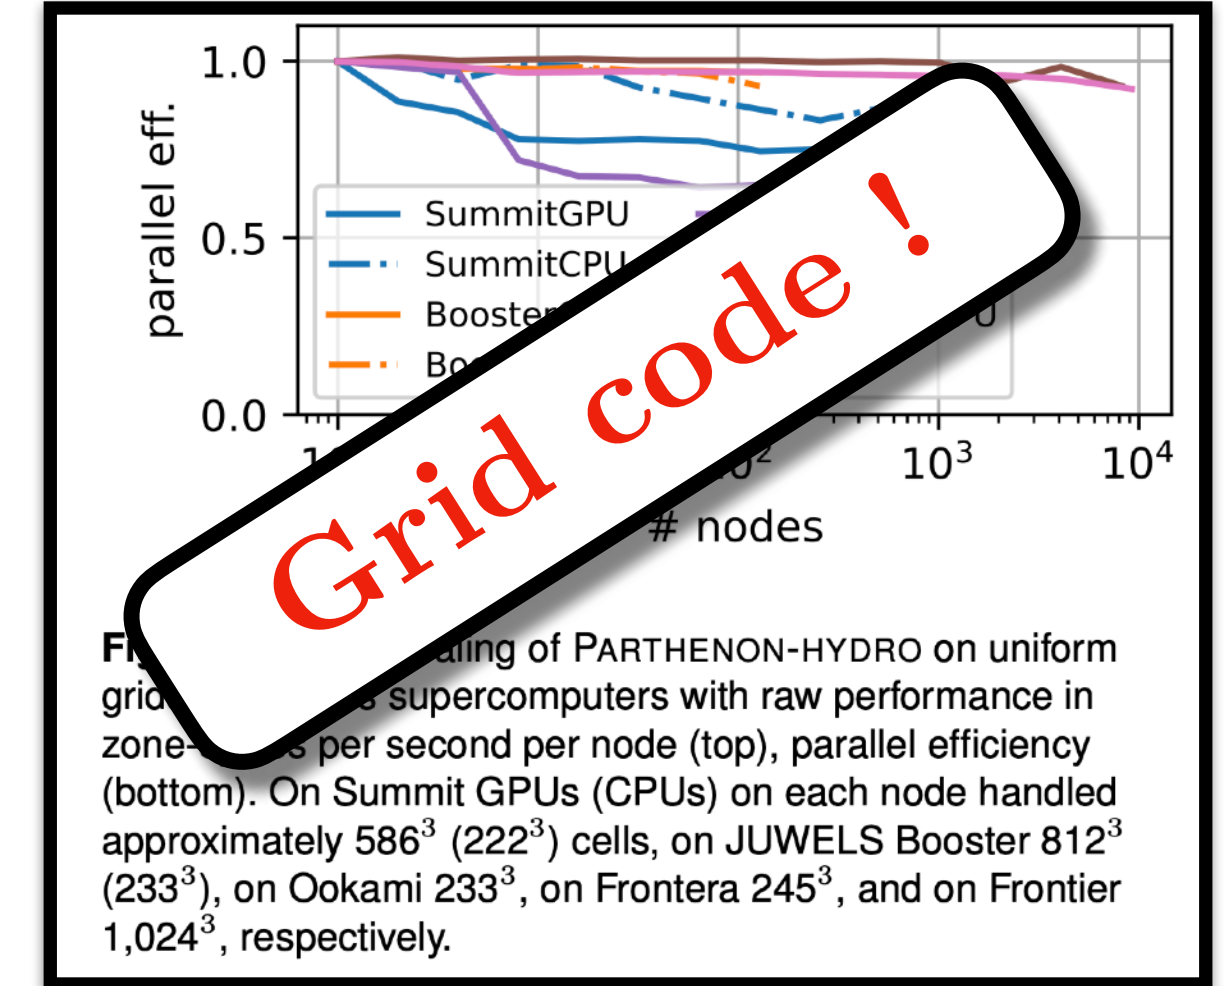 1.0
0.5
0.0
parallel eff.
SummitGPU
SummitCPU
10³
10⁴
# nodes
Grid code !
of PARTHENON-HYDRO on uniform
supercomputers with raw performance in
per second per node (top), parallel efficiency
(bottom). On Summit GPUs (CPUs) on each node handled
approximately 586³ (222³) cells, on JUWELS Booster 812³
(233³), on Ookami 233³, on Frontera 245³, and on Frontier
1,024³, respectively.